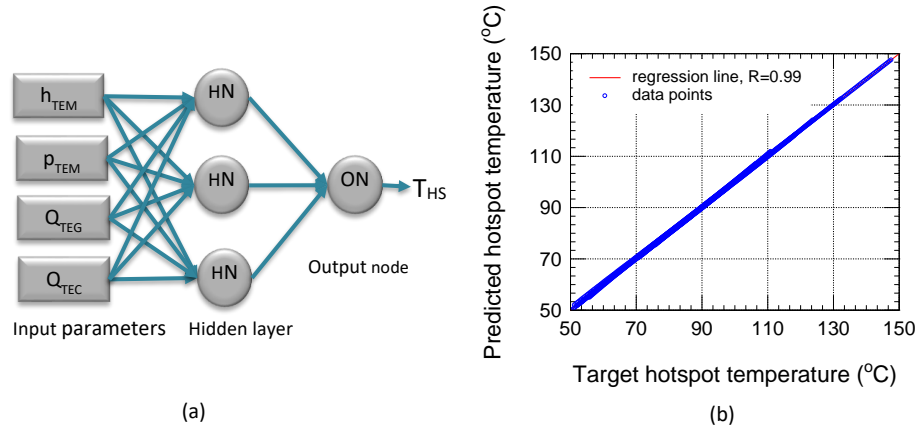 h_TEM
p_TEM
Q_TEG
Q_TEC
Input parameters
HN
HN
HN
Hidden layer
ON
Output node
T_HS
(a)
Predicted hotspot temperature (°C)
150
130
110
90
70
50
regression line, R=0.99
data points
50 70 90 110 130 150
Target hotspot temperature (°C)
(b)